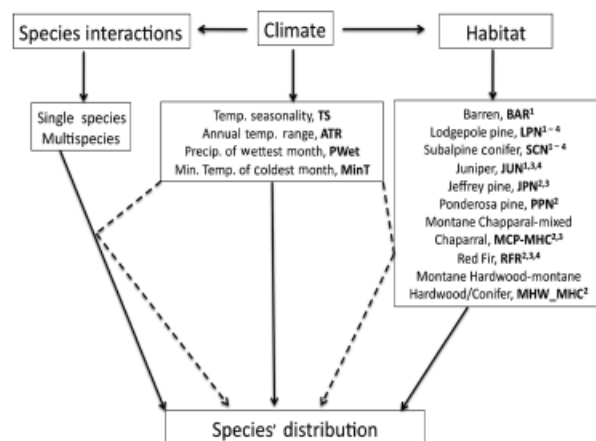 Species interactions
Climate
Habitat
Single species
Multispecies
Temp. seasonality, TS
Annual temp. range, ATR
Precip. of wettest month, PWet
Min. Temp. of coldest month, MinT
Barren, BAR¹
Lodgepole pine, LPN¹⁻⁴
Subalpine conifer, SCN¹⁻⁴
Juniper, JUN¹,³,⁴
Jeffrey pine, JPN²,³
Ponderosa pine, PPN²
Montane Chapparal-mixed
Chaparral, MCP-MHC²,³
Red Fir, RFR²,³,⁴
Montane Hardwood-montane
Hardwood/Conifer, MHW_MHC²
Species' distribution